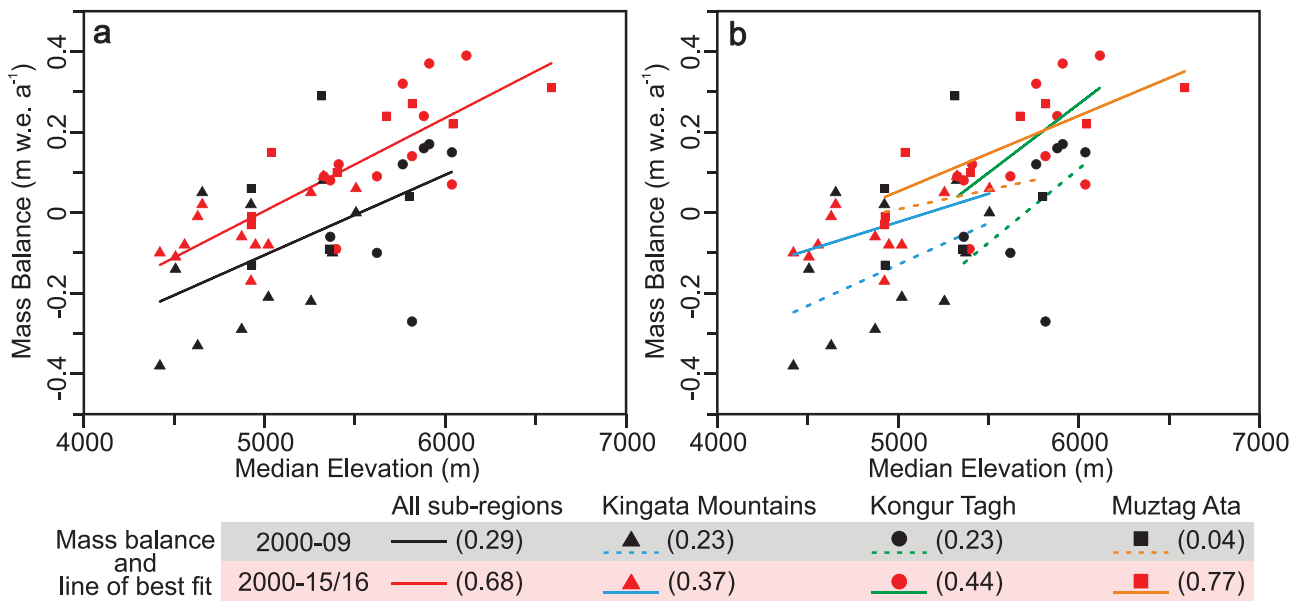 a
Mass Balance (m w.e. a⁻¹)
0.4
0.2
0
-0.2
-0.4
4000 5000 6000 7000
Median Elevation (m)
b
Mass Balance (m w.e. a⁻¹)
0.4
0.2
0
-0.2
-0.4
4000 5000 6000 7000
Median Elevation (m)
All sub-regions Kingata Mountains Kongur Tagh Muztag Ata
Mass balance and line of best fit
2000-09 (0.29) (0.23) (0.23) (0.04)
2000-15/16 (0.68) (0.37) (0.44) (0.77)